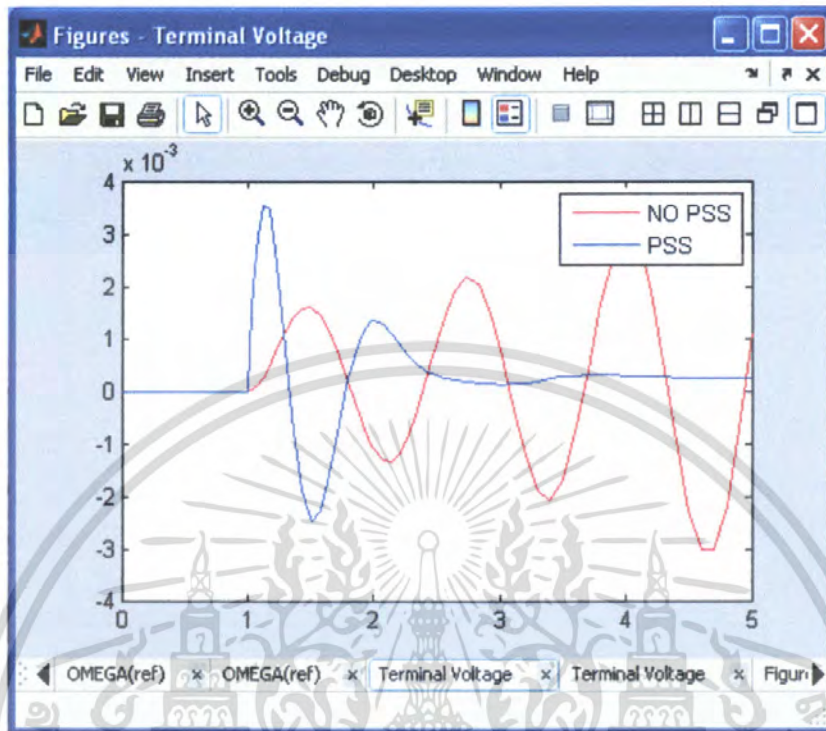 Figures - Terminal Voltage
File Edit View Insert Tools Debug Desktop Window Help
x 10^-3
4
3
2
1
0
-1
-2
-3
-4
0 1 2 3 4 5
NO PSS
PSS
OMEGA(ref) × OMEGA(ref) × Terminal Voltage × Terminal Voltage × Figur